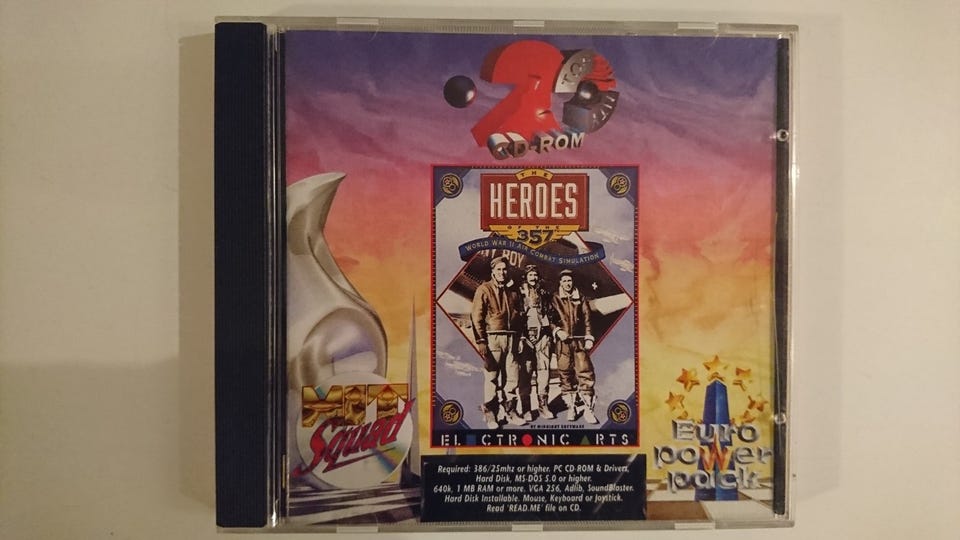 CD-ROM
THE
HEROES
OF THE
357TH
WORLD WAR II AIR COMBAT SIMULATION
BOY
BY MIDNIGHT SOFTWARE
ELECTRONIC ARTS
HIT
Squad
Euro
power
pack
Required: 386/25mhz or higher. PC CD-ROM & Drivers,
Hard Disk, MS-DOS 5.0 or higher.
640k, 1 MB RAM or more. VGA 256, Adlib, SoundBlaster.
Hard Disk Installable. Mouse, Keyboard or Joystick.
Read 'READ.ME' file on CD.